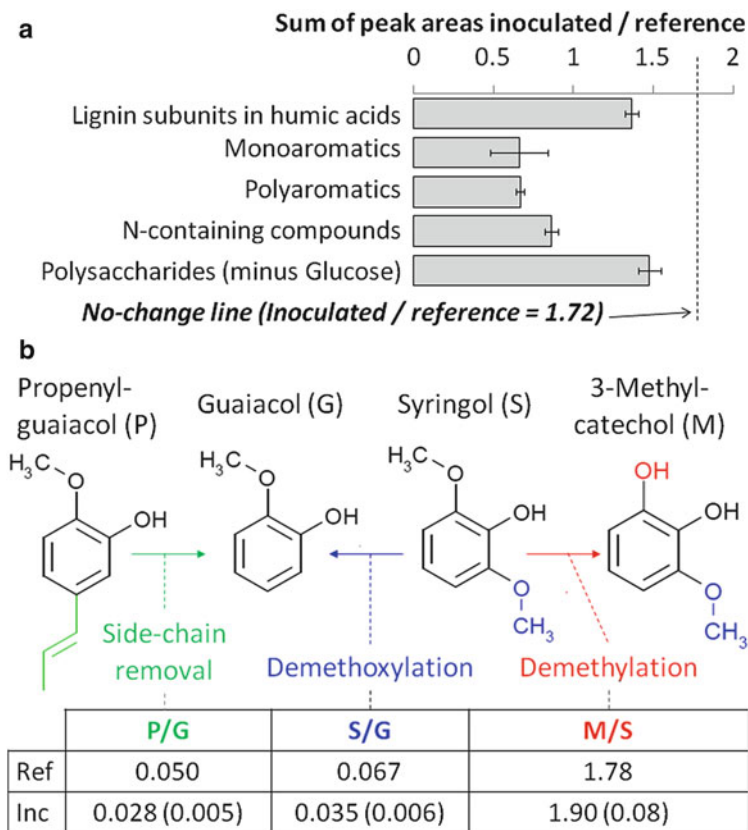 a
Sum of peak areas inoculated / reference
0 0.5 1 1.5 2
Lignin subunits in humic acids
Monoaromatics
Polyaromatics
N-containing compounds
Polysaccharides (minus Glucose)
No-change line (Inoculated / reference = 1.72)
b
Propenyl-
guaiacol (P)
Guaiacol (G)
Syringol (S)
3-Methyl-
catechol (M)
H3C
O
OH
H3C
O
OH
H3C
O
OH
O
CH3
OH
OH
O
CH3
Side-chain
removal
Demethoxylation
Demethylation
P/G S/G M/S
Ref 0.050 0.067 1.78
Inc 0.028 (0.005) 0.035 (0.006) 1.90 (0.08)